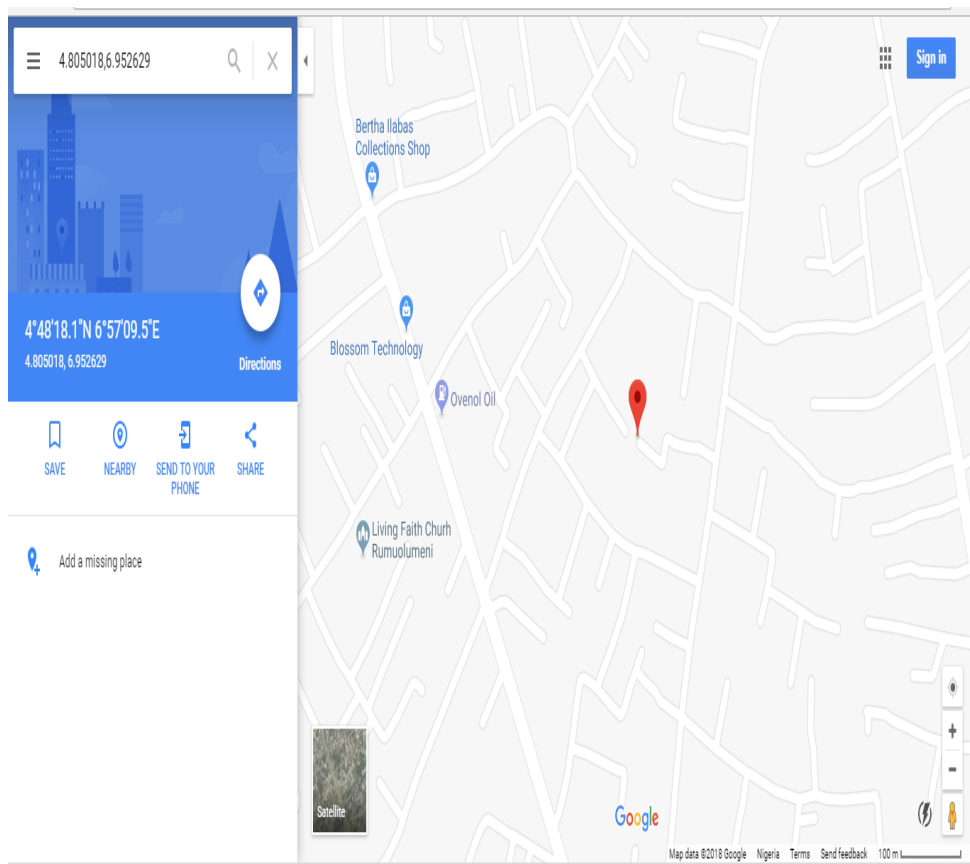 4.805018,6.952629
Sign in
4°48'18.1"N 6°57'09.5"E
4.805018, 6.952629
Directions
SAVE
NEARBY
SEND TO YOUR
PHONE
SHARE
Add a missing place
Bertha Ilabas
Collections Shop
Blossom Technology
Ovenol Oil
Living Faith Churh
Rumuolumeni
Satellite
Google
Map data ©2018 Google Nigeria Terms Send feedback 100 m